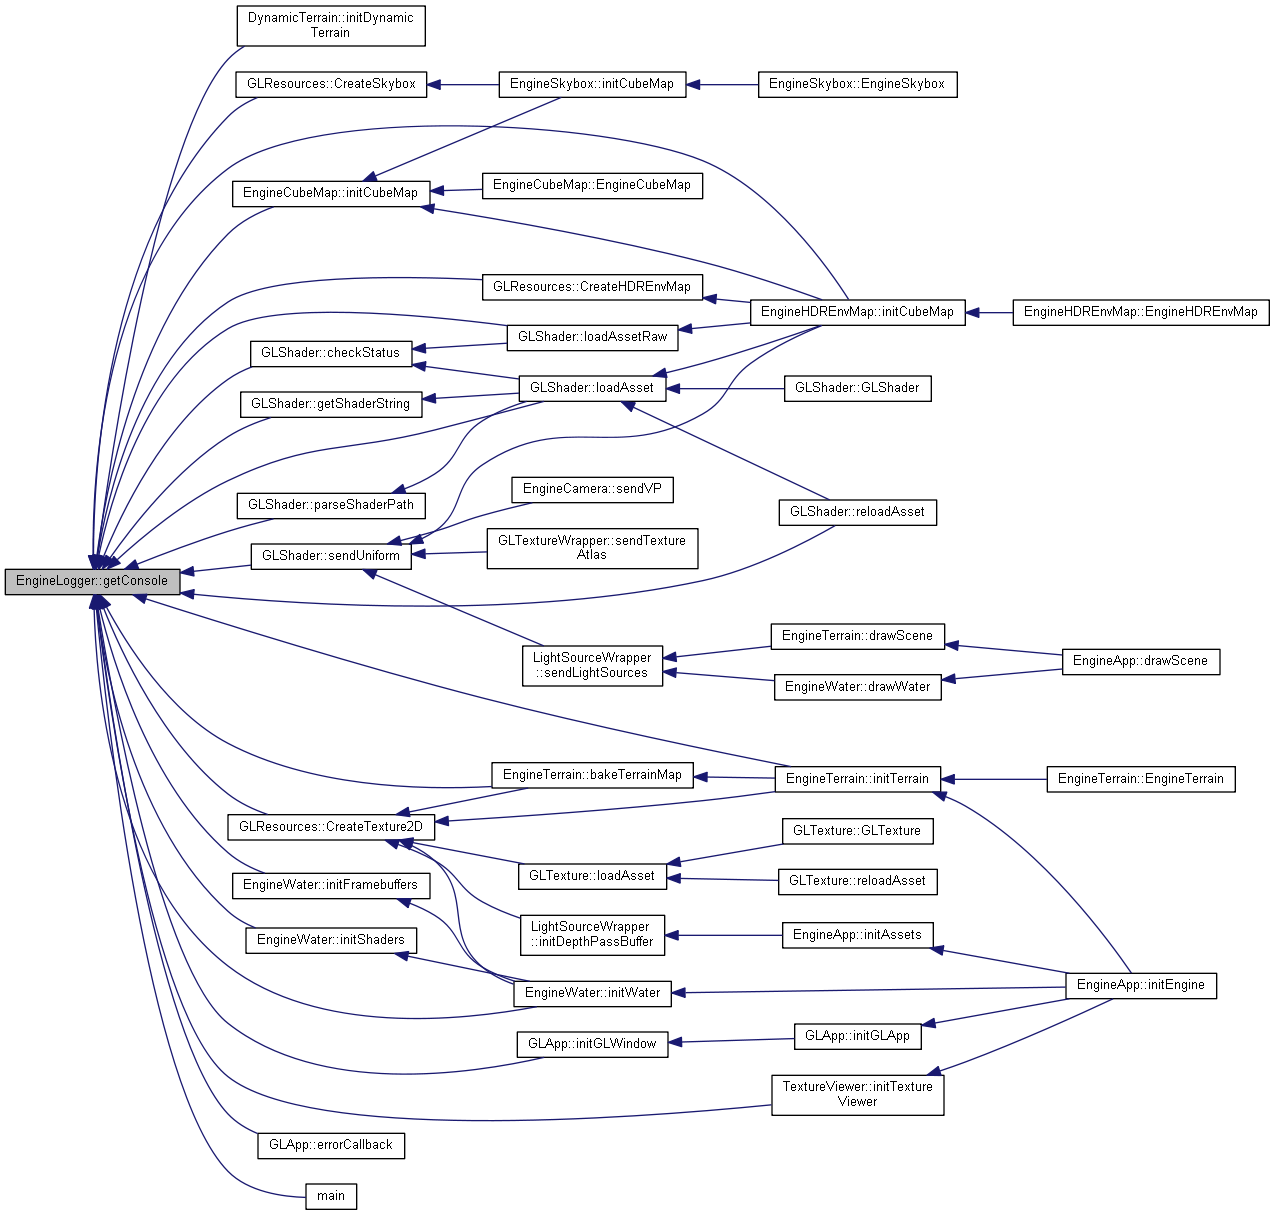 DynamicTerrain::initDynamic
Terrain
GLResources::CreateSkybox
EngineSkybox::initCubeMap
EngineSkybox::EngineSkybox
EngineCubeMap::initCubeMap
EngineCubeMap::EngineCubeMap
GLResources::CreateHDREnvMap
EngineHDREnvMap::initCubeMap
EngineHDREnvMap::EngineHDREnvMap
GLShader::loadAssetRaw
GLShader::checkStatus
GLShader::loadAsset
GLShader::GLShader
GLShader::getShaderString
EngineCamera::sendVP
GLShader::parseShaderPath
GLShader::reloadAsset
GLShader::sendUniform
GLTextureWrapper::sendTexture
Atlas
EngineLogger::getConsole
EngineTerrain::drawScene
LightSourceWrapper
::sendLightSources
EngineApp::drawScene
EngineWater::drawWater
EngineTerrain::bakeTerrainMap
EngineTerrain::initTerrain
EngineTerrain::EngineTerrain
GLResources::CreateTexture2D
GLTexture::GLTexture
GLTexture::loadAsset
GLTexture::reloadAsset
EngineWater::initFramebuffers
LightSourceWrapper
::initDepthPassBuffer
EngineApp::initAssets
EngineWater::initShaders
EngineWater::initWater
EngineApp::initEngine
GLApp::initGLWindow
GLApp::initGLApp
TextureViewer::initTexture
Viewer
GLApp::errorCallback
main